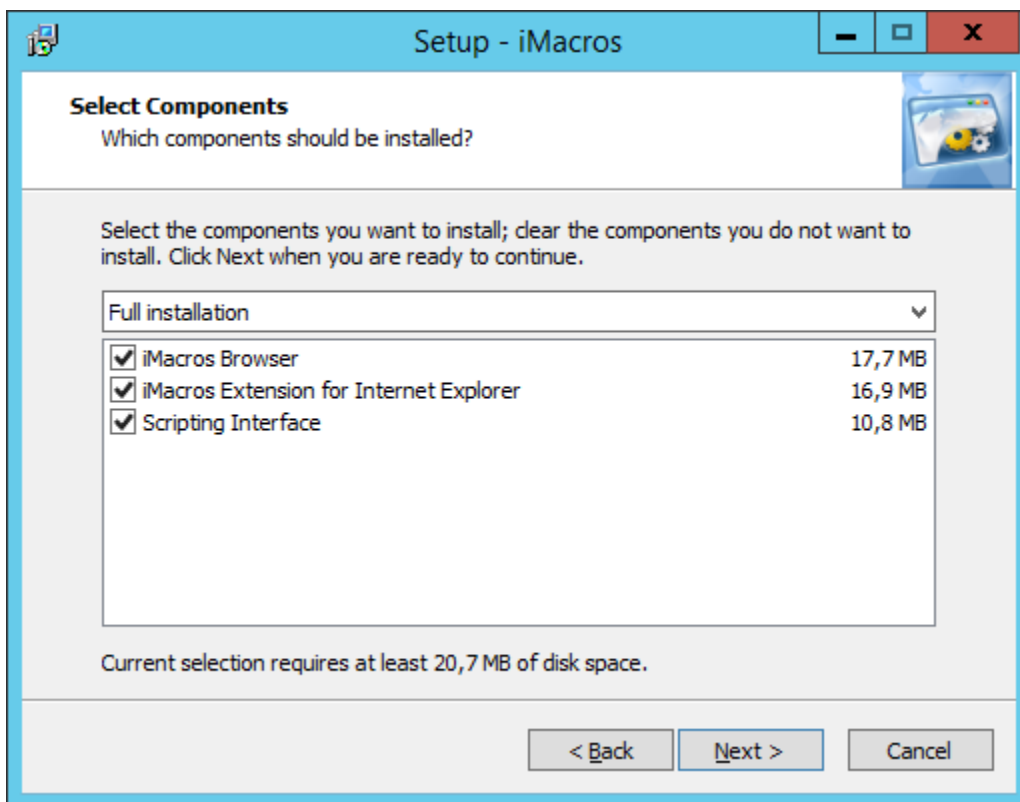 Setup - iMacros
Select Components
Which components should be installed?
Select the components you want to install; clear the components you do not want to
install. Click Next when you are ready to continue.
Full installation
iMacros Browser 17,7 MB
iMacros Extension for Internet Explorer 16,9 MB
Scripting Interface 10,8 MB
Current selection requires at least 20,7 MB of disk space.
< Back Next > Cancel